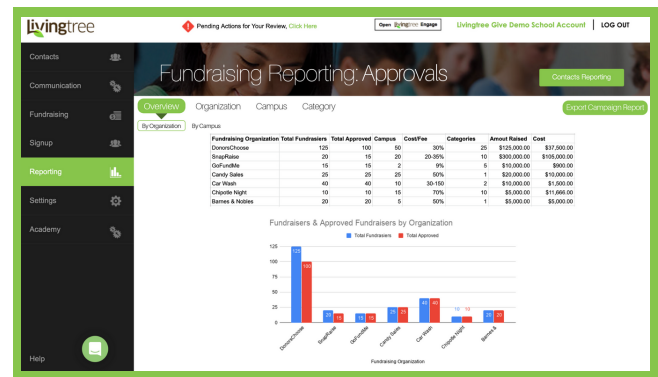 livingtree
Pending Actions for Your Review, Click Here
Open livingtree Engage
Livingtree Give Demo School Account
LOG OUT
Contacts
Communication
Fundraising
Signup
Reporting
Settings
Academy
Help
Fundraising Reporting: Approvals
Contacts Reporting
Overview Organization Campus Category
Export Campaign Report
By Organization By Campus
Fundraising Organization Total Fundrasiers Total Approved Campus Cost/Fee Categories Amout Raised Cost
DonorsChoose 125 100 50 30% 25 $125,000.00 $37,500.00
SnapRaise 20 15 20 20-35% 10 $300,000.00 $105,000.00
GoFundMe 15 15 2 9% 5 $10,000.00 $900.00
Candy Sales 25 25 25 50% 1 $20,000.00 $10,000.00
Car Wash 40 40 10 30-150 2 $10,000.00 $1,500.00
Chipotle Night 10 10 15 70% 10 $5,000.00 $11,666.00
Barnes & Nobles 20 20 5 50% 1 $5,000.00 $5,000.00
Fundraisers & Approved Fundraisers by Organization
Total Fundrasiers Total Approved
125
100
75
50
25
0
125 100 20 15 15 15 25 25 40 40 10 10 20 20
DonorsChoose SnapRaise GoFundMe Candy Sales Car Wash Chipotle Night Barnes &
Fundraising Organization